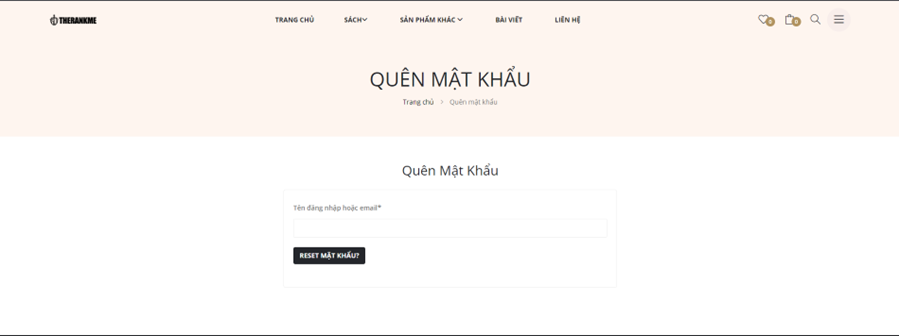 THERANKME
TRANG CHỦ SÁCH SẢN PHẨM KHÁC BÀI VIẾT LIÊN HỆ
0 0
QUÊN MẬT KHẨU
Trang chủ > Quên mật khẩu
Quên Mật Khẩu
Tên đăng nhập hoặc email*
RESET MẬT KHẨU?